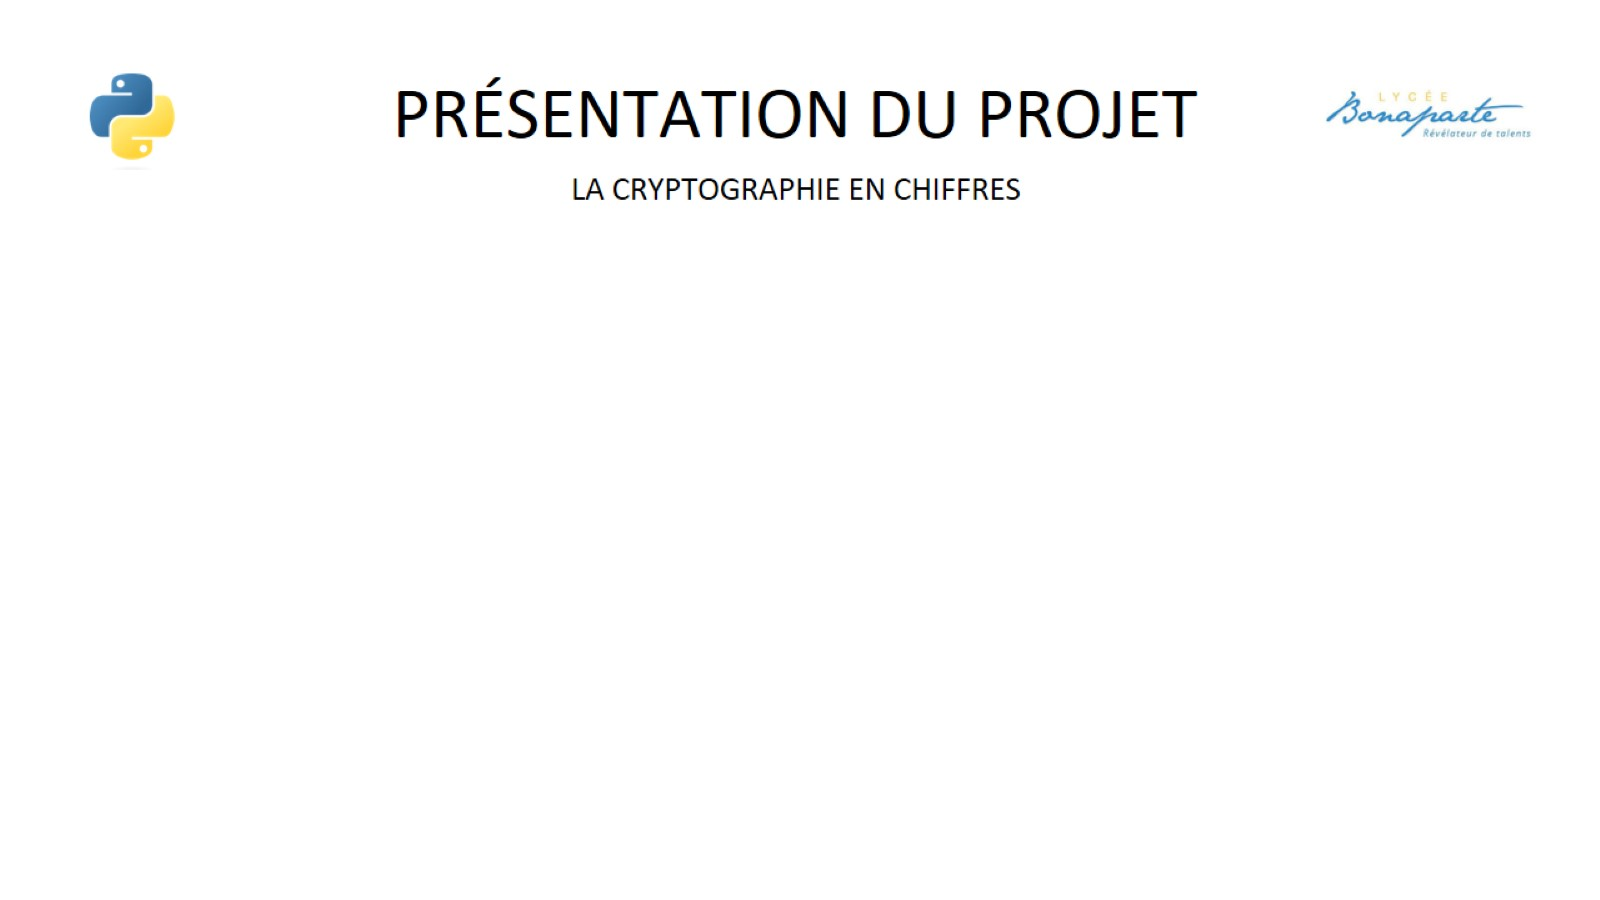 PRÉSENTATION DU PROJET
LYCÉE
Bonaparte
Révélateur de talents
LA CRYPTOGRAPHIE EN CHIFFRES